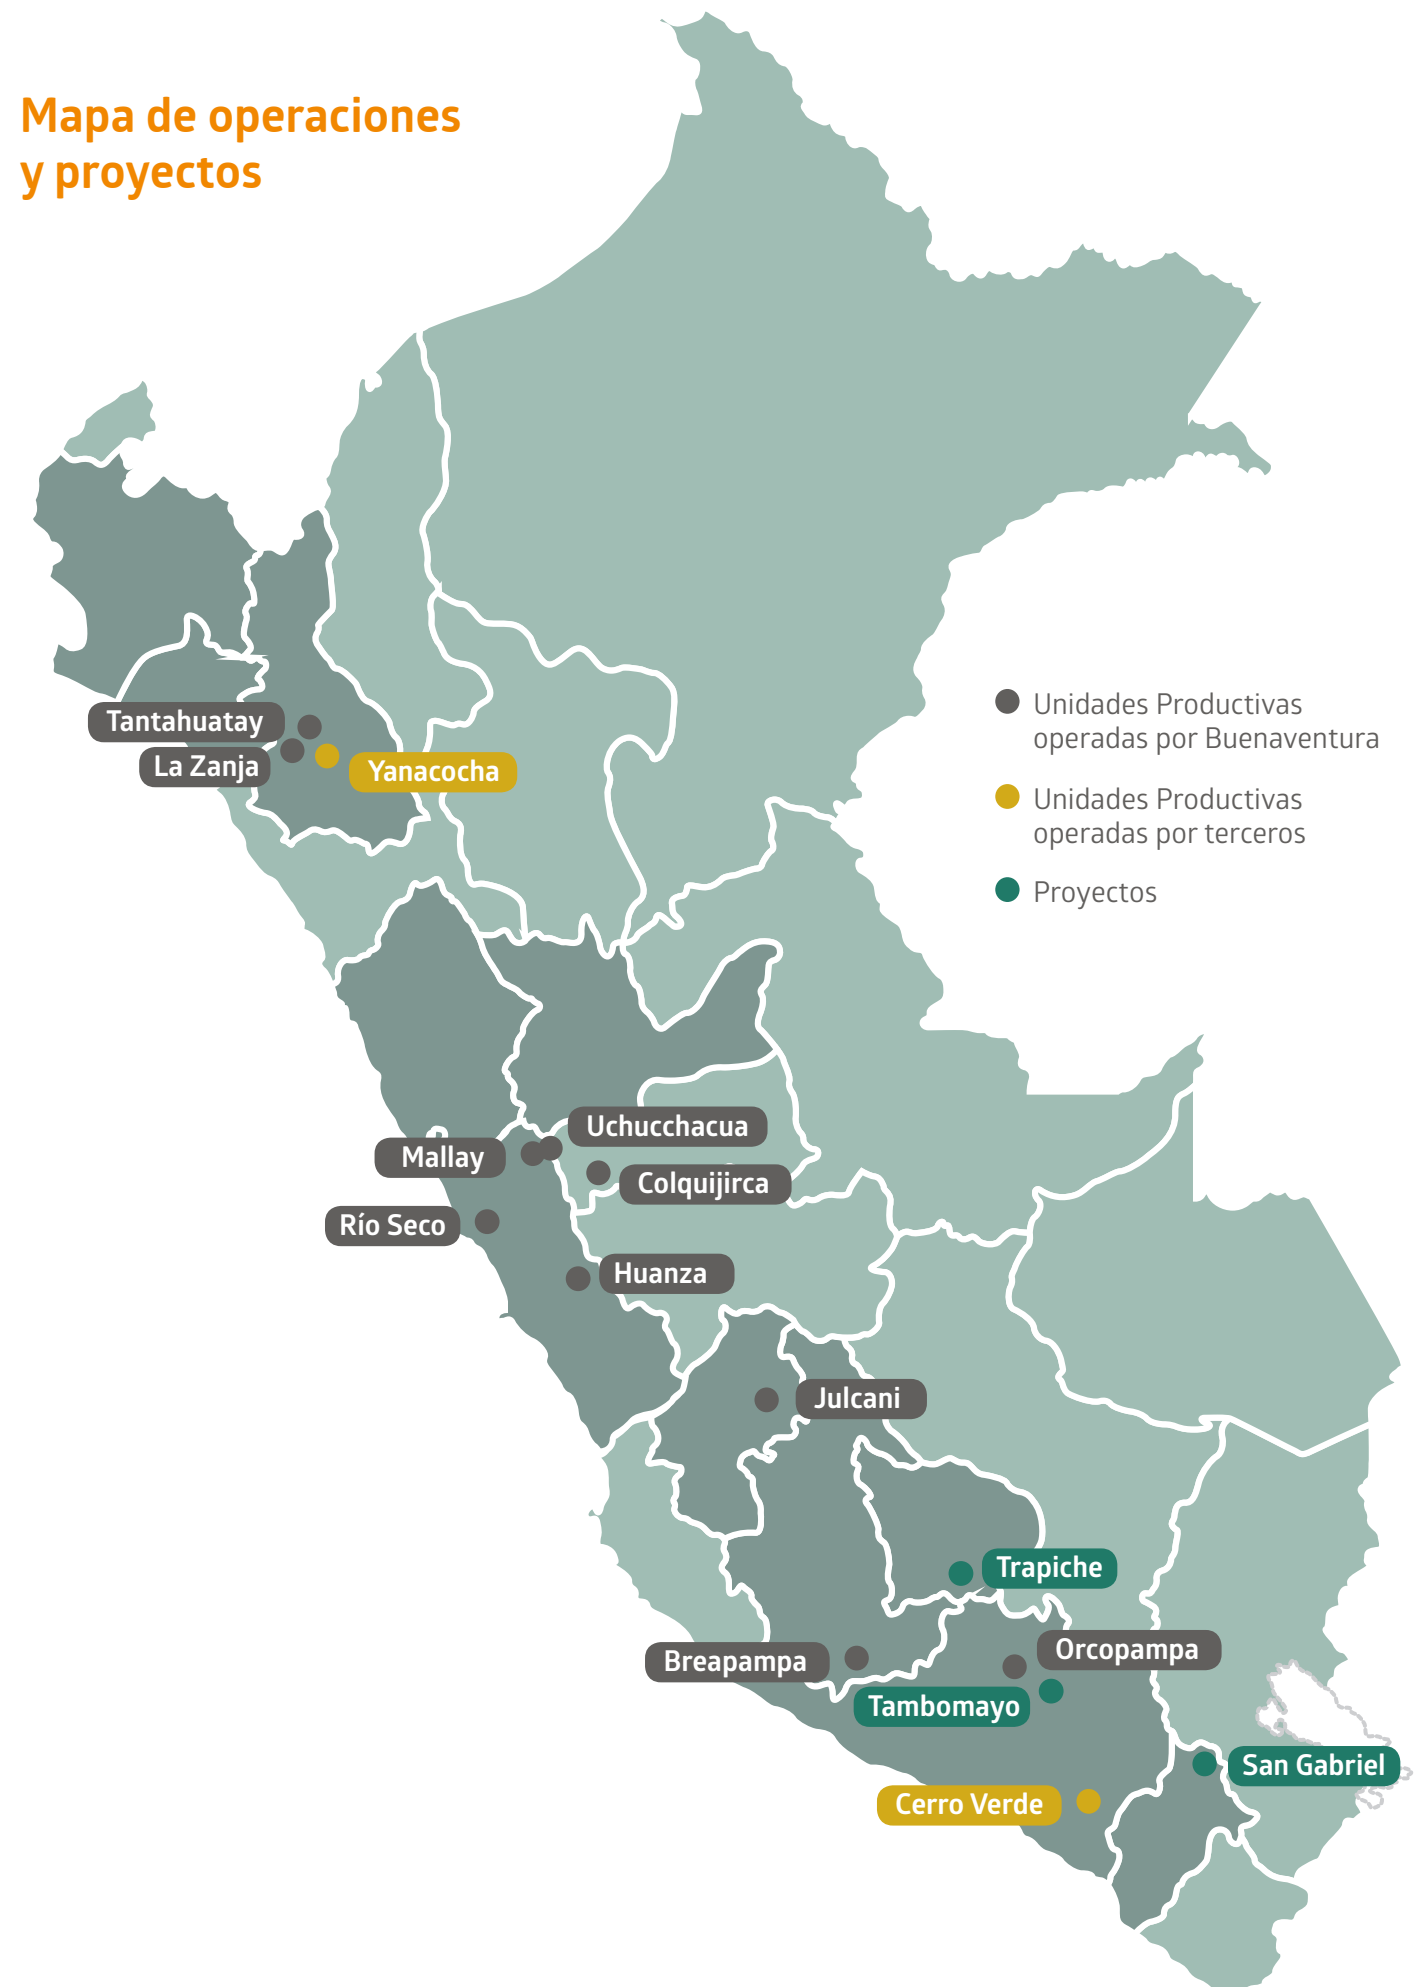 Mapa de operaciones
y proyectos
Unidades Productivas
operadas por Buenaventura
Unidades Productivas
operadas por terceros
Proyectos
Tantahuatay
La Zanja
Yanacocha
Uchucchacua
Mallay
Colquijirca
Río Seco
Huanza
Julcani
Trapiche
Breapampa
Orcopampa
Tambomayo
San Gabriel
Cerro Verde